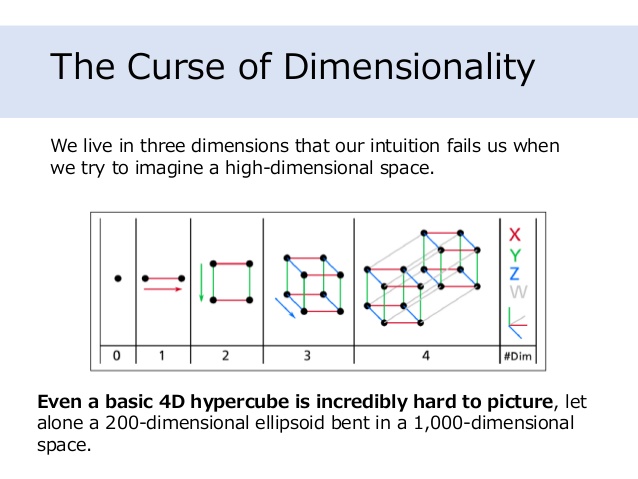 The Curse of Dimensionality
We live in three dimensions that our intuition fails us when
we try to imagine a high-dimensional space.
X
Y
Z
W
0 1 2 3 4 #Dim
Even a basic 4D hypercube is incredibly hard to picture, let
alone a 200-dimensional ellipsoid bent in a 1,000-dimensional
space.